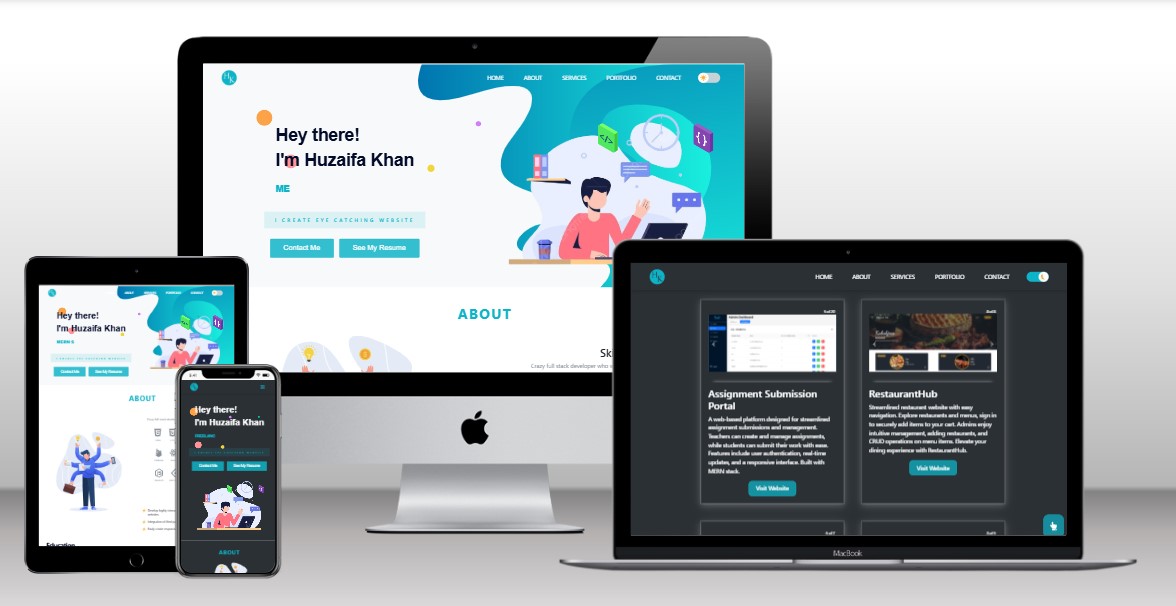 HOME ABOUT SERVICES PORTFOLIO CONTACT
Hey there!
I'm Huzaifa Khan
ME
I CREATE EYE CATCHING WEBSITE
Contact Me See My Resume
ABOUT
Crazy full stack developer who
Hey there!
I'm Huzaifa Khan
MERN S
I CREATE EYE CATCHING WEBSITE
Contact Me See My Resume
ABOUT
Education
Hey there!
I'm Huzaifa Khan
FREELANC
Contact Me See My Resume
ABOUT
HOME ABOUT SERVICES PORTFOLIO CONTACT
Assignment Submission
Portal
A web-based platform designed for streamlined
assignment submissions and management.
Teachers can create and manage assignments,
while students can submit their work with ease.
Features include user authentication, real-time
updates, and a responsive interface. Built with
MERN stack.
Visit Website
RestaurantHub
Streamlined restaurant website with easy
navigation. Explore restaurants and menus, sign in
to securely add items to your cart. Admins enjoy
intuitive management, adding restaurants, and
CRUD operations on menu items. Elevate your
dining experience with RestaurantHub.
Visit Website
MacBook